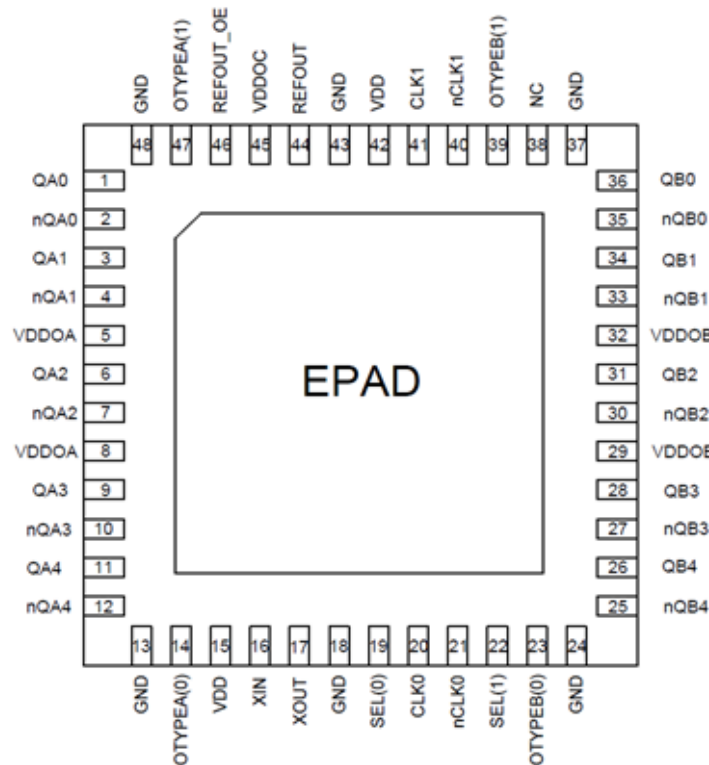 GND OTYPEA(1) REFOUT_OE VDDOC REFOUT GND VDD CLK1 nCLK1 OTYPEB(1) NC GND
48 47 46 45 44 43 42 41 40 39 38 37
QA0 1 36 QB0
nQA0 2 35 nQB0
QA1 3 34 QB1
nQA1 4 33 nQB1
VDDOA 5 32 VDDOB
QA2 6 31 QB2
EPAD
nQA2 7 30 nQB2
VDDOA 8 29 VDDOB
QA3 9 28 QB3
nQA3 10 27 nQB3
QA4 11 26 QB4
nQA4 12 25 nQB4
13 14 15 16 17 18 19 20 21 22 23 24
GND OTYPEA(0) VDD XIN XOUT GND SEL(0) CLK0 nCLK0 SEL(1) OTYPEB(0) GND